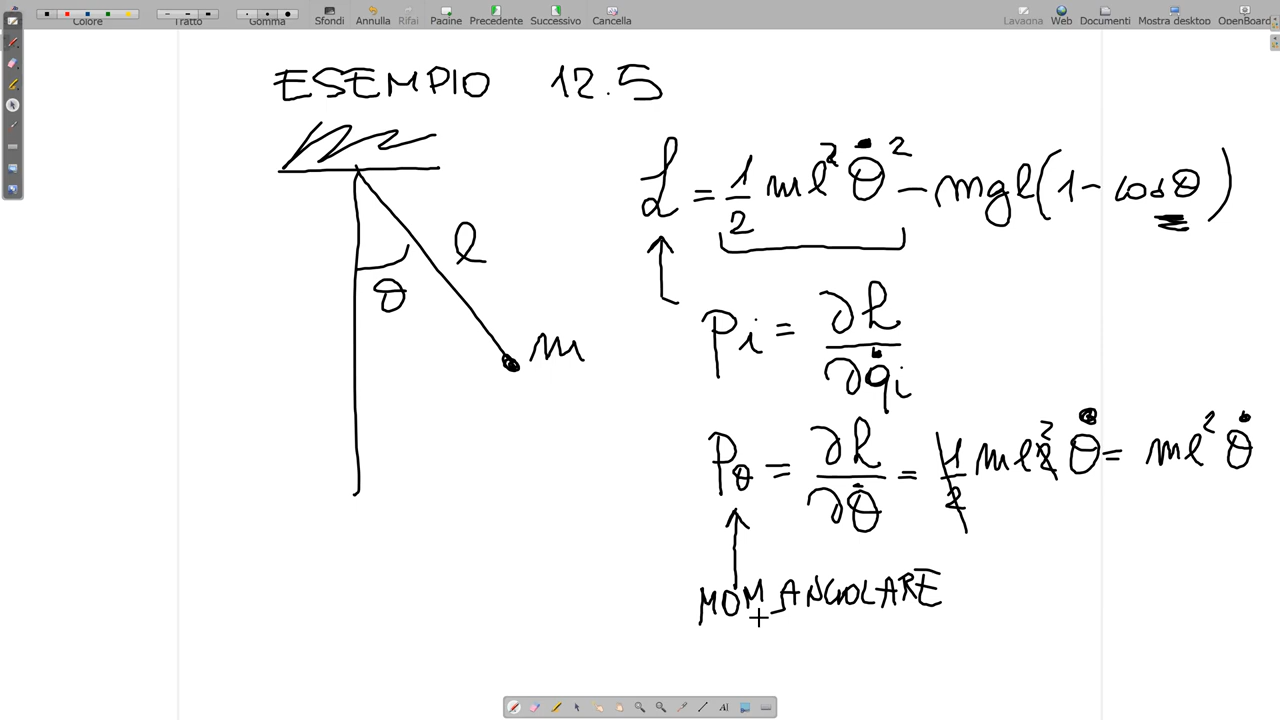 Colore Tratto Gomma Sfondi Annulla Rifai Pagine Precedente Successivo Cancella Lavagna Web Documenti Mostra desktop OpenBoard
ESEMPIO 12.5
ℒ = 1/2 ml² θ̇² - mgl(1 - cosθ)
l
θ
m
pᵢ = ∂ℒ/∂q̇ᵢ
p_θ = ∂ℒ/∂θ̇ = 1/2 ml² 2 θ̇ = ml² θ̇
MOM ANGOLARE